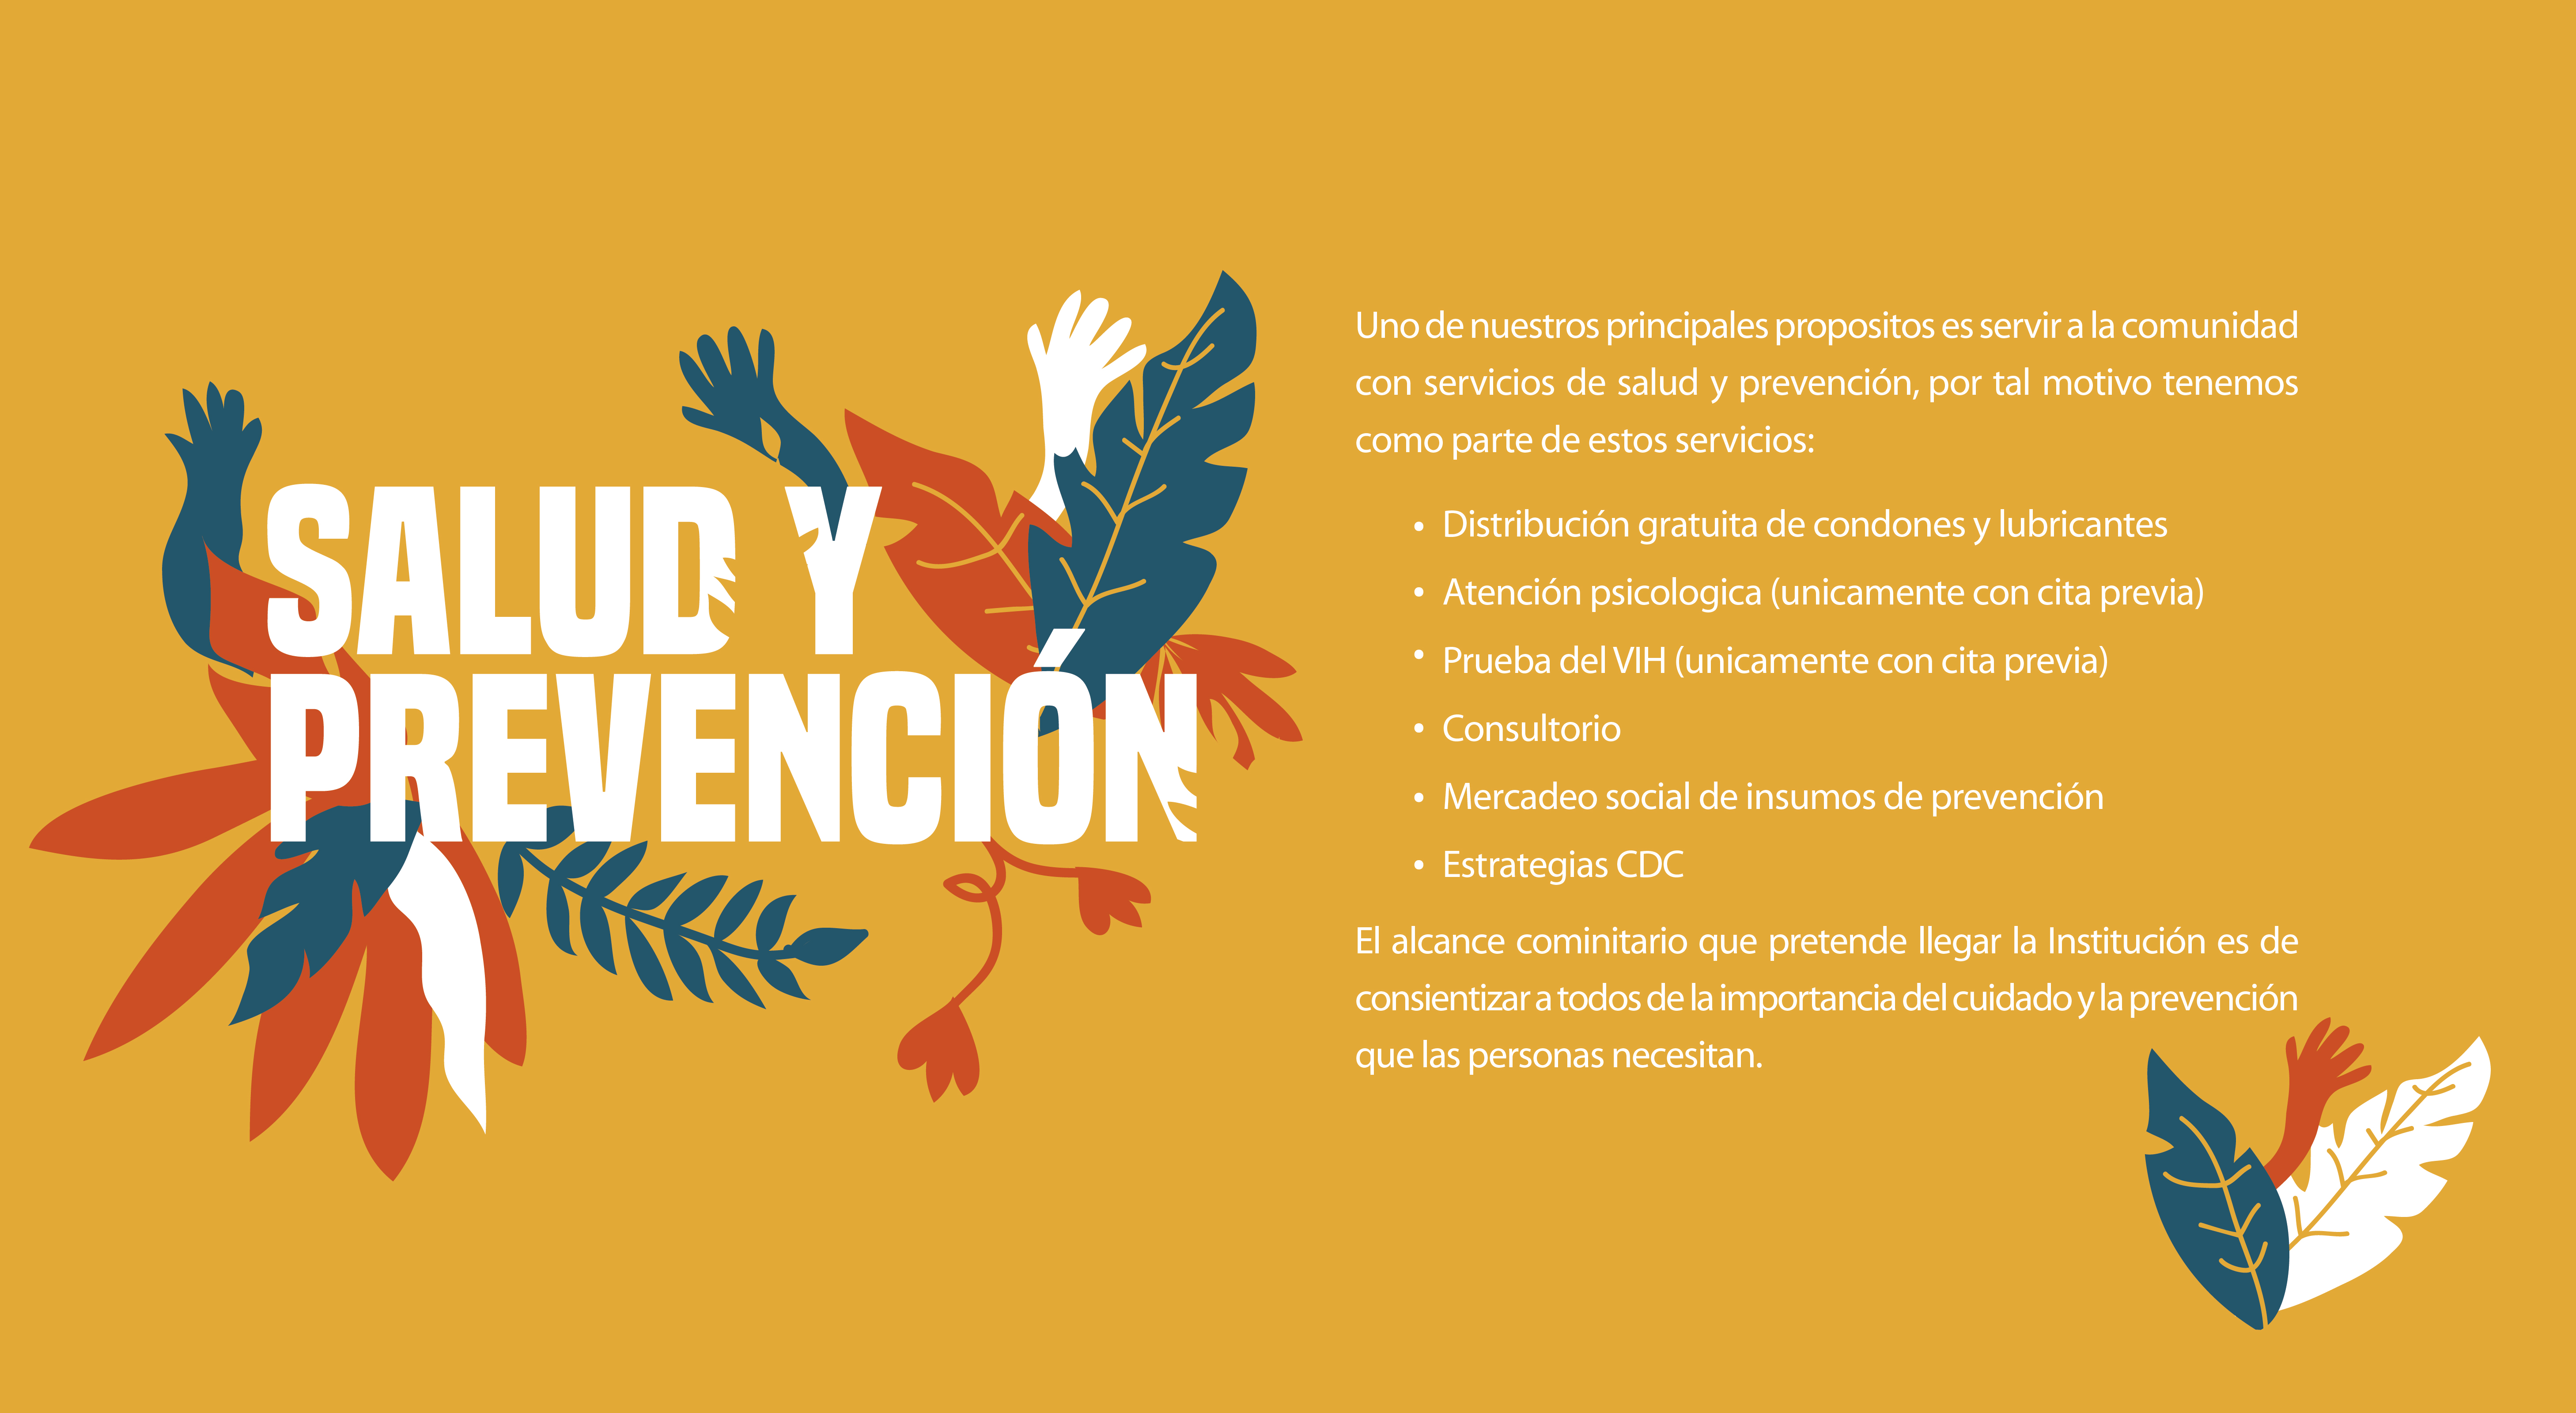 SALUD Y
PREVENCIÓN
Uno de nuestros principales propositos es servir a la comunidad
con servicios de salud y prevención, por tal motivo tenemos
como parte de estos servicios:
• Distribución gratuita de condones y lubricantes
• Atención psicologica (unicamente con cita previa)
• Prueba del VIH (unicamente con cita previa)
• Consultorio
• Mercadeo social de insumos de prevención
• Estrategias CDC
El alcance cominitario que pretende llegar la Institución es de
consientizar a todos de la importancia del cuidado y la prevención
que las personas necesitan.